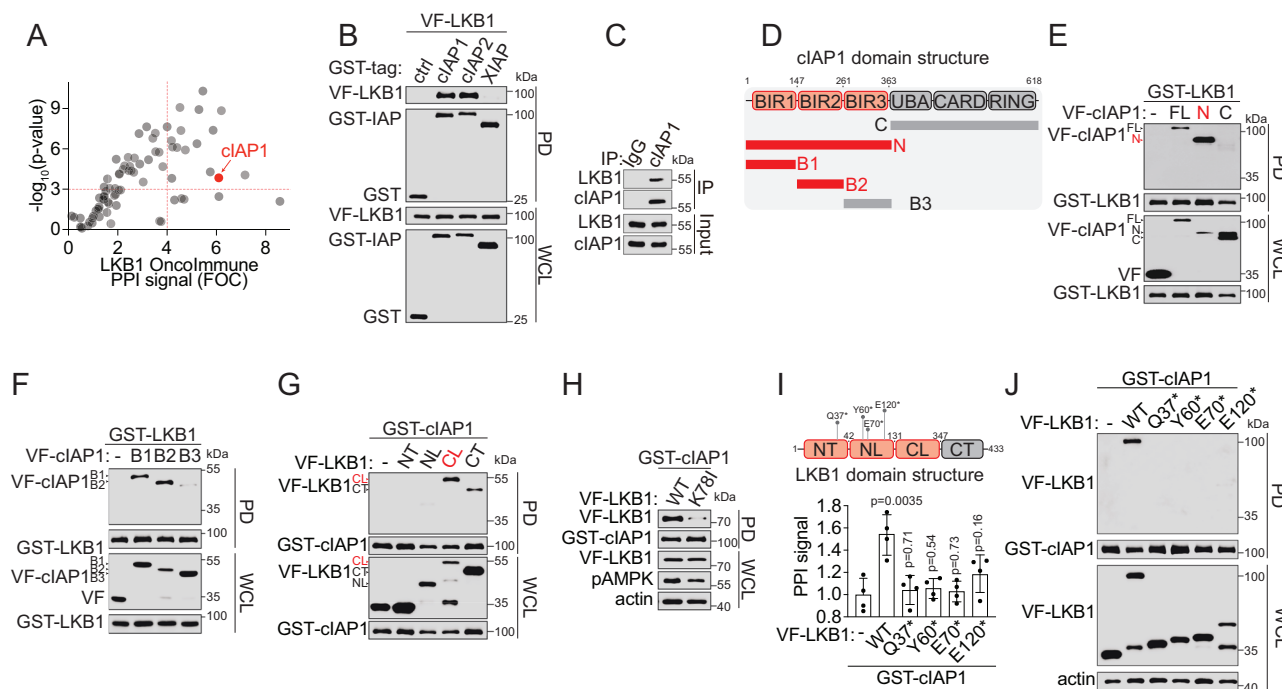 A
-log10(p-value)
9
6
3
0
cIAP1
0 2 4 6 8
LKB1 OncoImmune
PPI signal (FOC)
B
VF-LKB1
GST-tag: ctrl cIAP1 cIAP2 XIAP kDa
VF-LKB1 100
GST-IAP 100
GST 25
PD
VF-LKB1 100
GST-IAP 100
GST 25
WCL
C
IP: IgG cIAP1 kDa
LKB1 55
cIAP1 55
IP
LKB1 55
cIAP1 55
Input
D
cIAP1 domain structure
1 147 261 363 618
BIR1 BIR2 BIR3 UBA CARD RING
C
N
B1
B2
B3
E
GST-LKB1
VF-cIAP1: - FL N C kDa
VF-cIAP1 FL N 100
35
PD
GST-LKB1 100
VF-cIAP1 FL N C 100
VF 35
WCL
GST-LKB1 100
F
GST-LKB1
VF-cIAP1: - B1 B2 B3 kDa
VF-cIAP1 B1 B2 55
35
PD
GST-LKB1 100
VF-cIAP1 B1 B2 B3 55
VF 35
WCL
GST-LKB1 100
G
GST-cIAP1
VF-LKB1: - NT NL CL CT kDa
VF-LKB1 CL CT 55
35
PD
GST-cIAP1 100
VF-LKB1 CL CT NL 55
35
WCL
GST-cIAP1 100
H
GST-cIAP1
VF-LKB1: WT K78I kDa
VF-LKB1 70
GST-cIAP1 100
PD
VF-LKB1 70
pAMPK 55
actin 40
WCL
I
Q37* Y60* E70* E120*
1 42 131 347 433
NT NL CL CT
LKB1 domain structure
PPI signal
1.8
1.6
1.4
1.2
1.0
0.8
p=0.0035
p=0.71
p=0.54
p=0.73
p=0.16
VF-LKB1: - WT Q37* Y60* E70* E120*
GST-cIAP1
J
GST-cIAP1
VF-LKB1: - WT Q37* Y60* E70* E120* kDa
VF-LKB1 100
35
PD
GST-cIAP1 100
VF-LKB1 100
35
WCL
actin 40